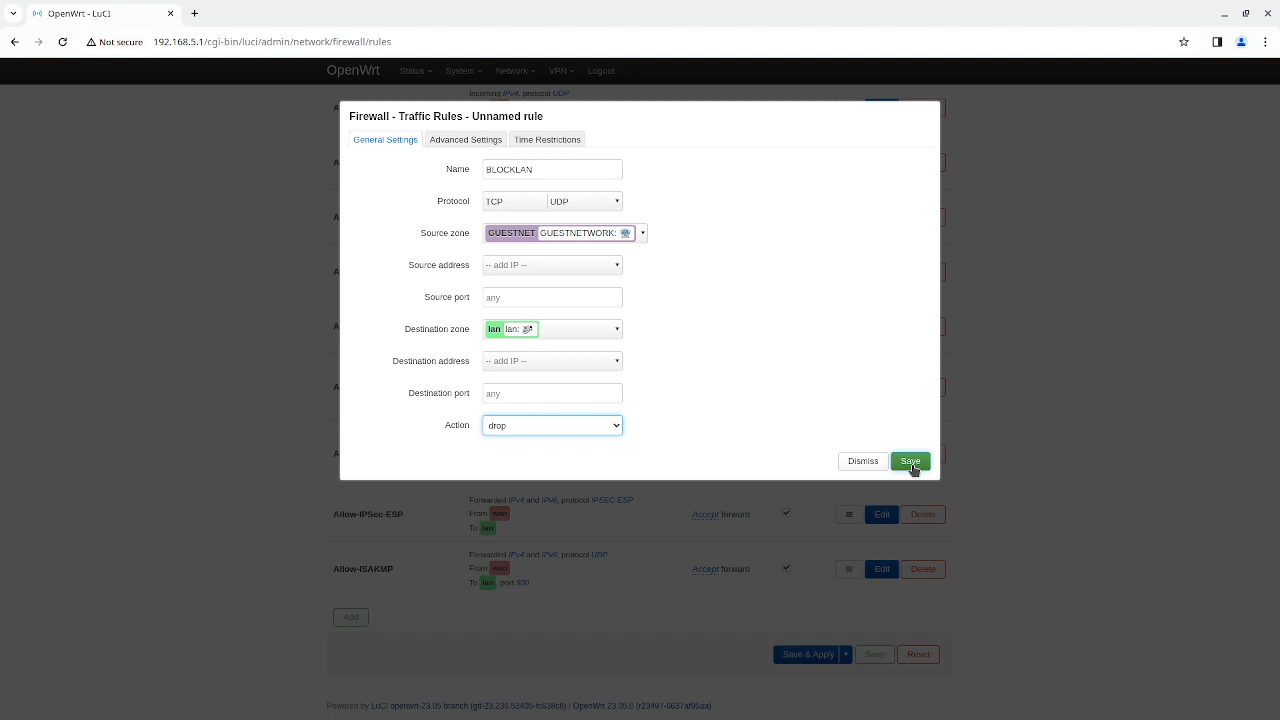 OpenWrt - LuCI
Not secure 192.168.5.1/cgi-bin/luci/admin/network/firewall/rules
OpenWrt Status System Network VPN Logout
Incoming IPv4, protocol UDP
Firewall - Traffic Rules - Unnamed rule
General Settings Advanced Settings Time Restrictions
Name BLOCKLAN
Protocol TCP UDP
Source zone GUESTNET GUESTNETWORK:
Source address -- add IP --
Source port any
Destination zone lan lan:
Destination address -- add IP --
Destination port any
Action drop
Dismiss Save
Forwarded IPv4 and IPv6, protocol IPSEC-ESP
Allow-IPSec-ESP From wan Accept forward Edit Delete
To lan
Forwarded IPv4 and IPv6, protocol UDP
Allow-ISAKMP From wan Accept forward Edit Delete
To lan, port 500
Add
Save & Apply Save Reset
Powered by LuCI openwrt-23.05 branch (git-23.236.53405-fc638c8) / OpenWrt 23.05.0 (r23497-6637af95aa)